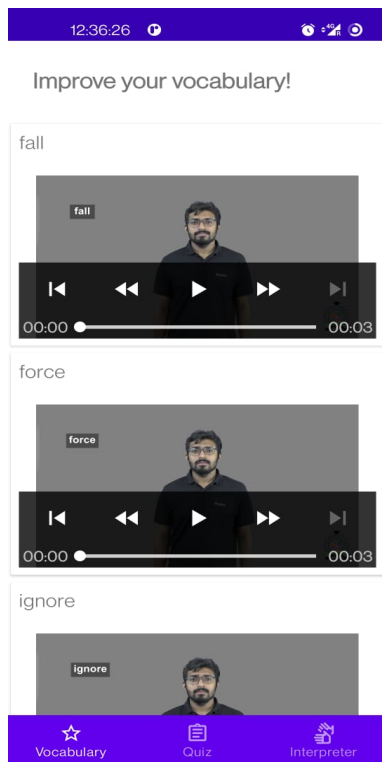 12:36:26
4G
R
Improve your vocabulary!
fall
fall
00:00 00:03
force
force
00:00 00:03
ignore
ignore
Vocabulary Quiz Interpreter